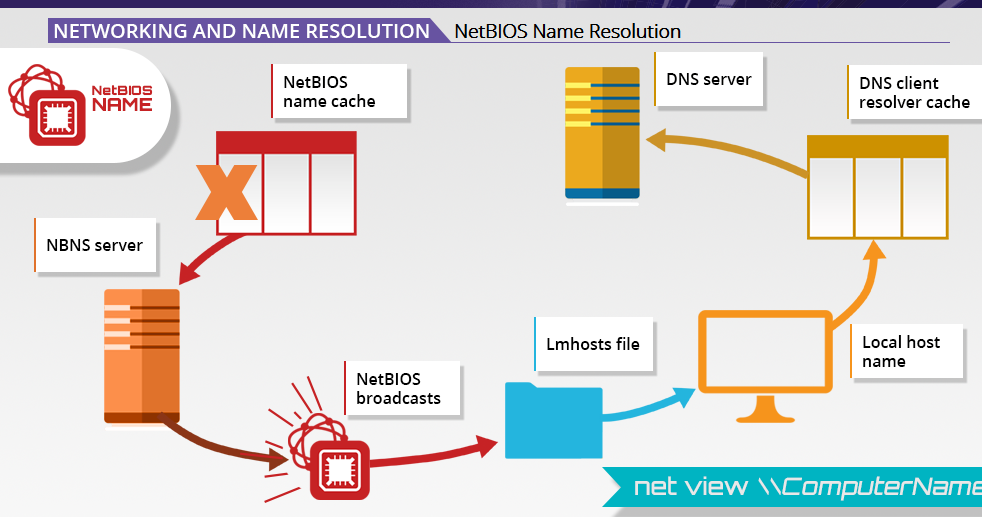 NETWORKING AND NAME RESOLUTION NetBIOS Name Resolution
NetBIOS
NAME
NetBIOS
name cache
DNS server
DNS client
resolver cache
NBNS server
Lmhosts file
Local host
name
NetBIOS
broadcasts
net view \\ComputerName